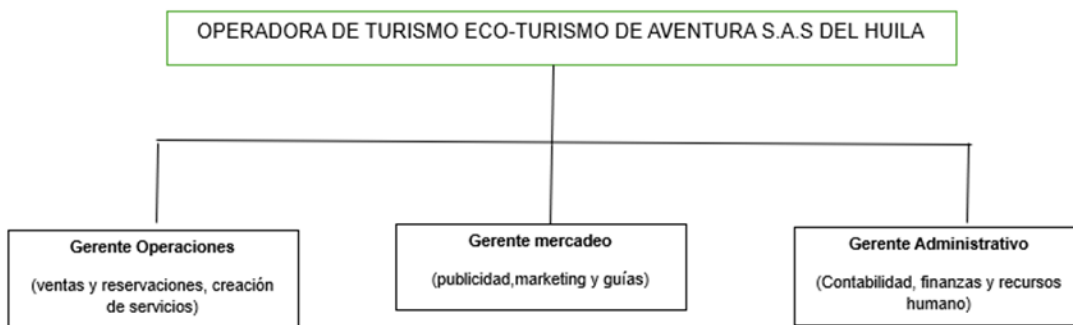 OPERADORA DE TURISMO ECO-TURISMO DE AVENTURA S.A.S DEL HUILA
Gerente Operaciones
(ventas y reservaciones, creación
de servicios)
Gerente mercadeo
(publicidad,marketing y guías)
Gerente Administrativo
(Contabilidad, finanzas y recursos
humano)